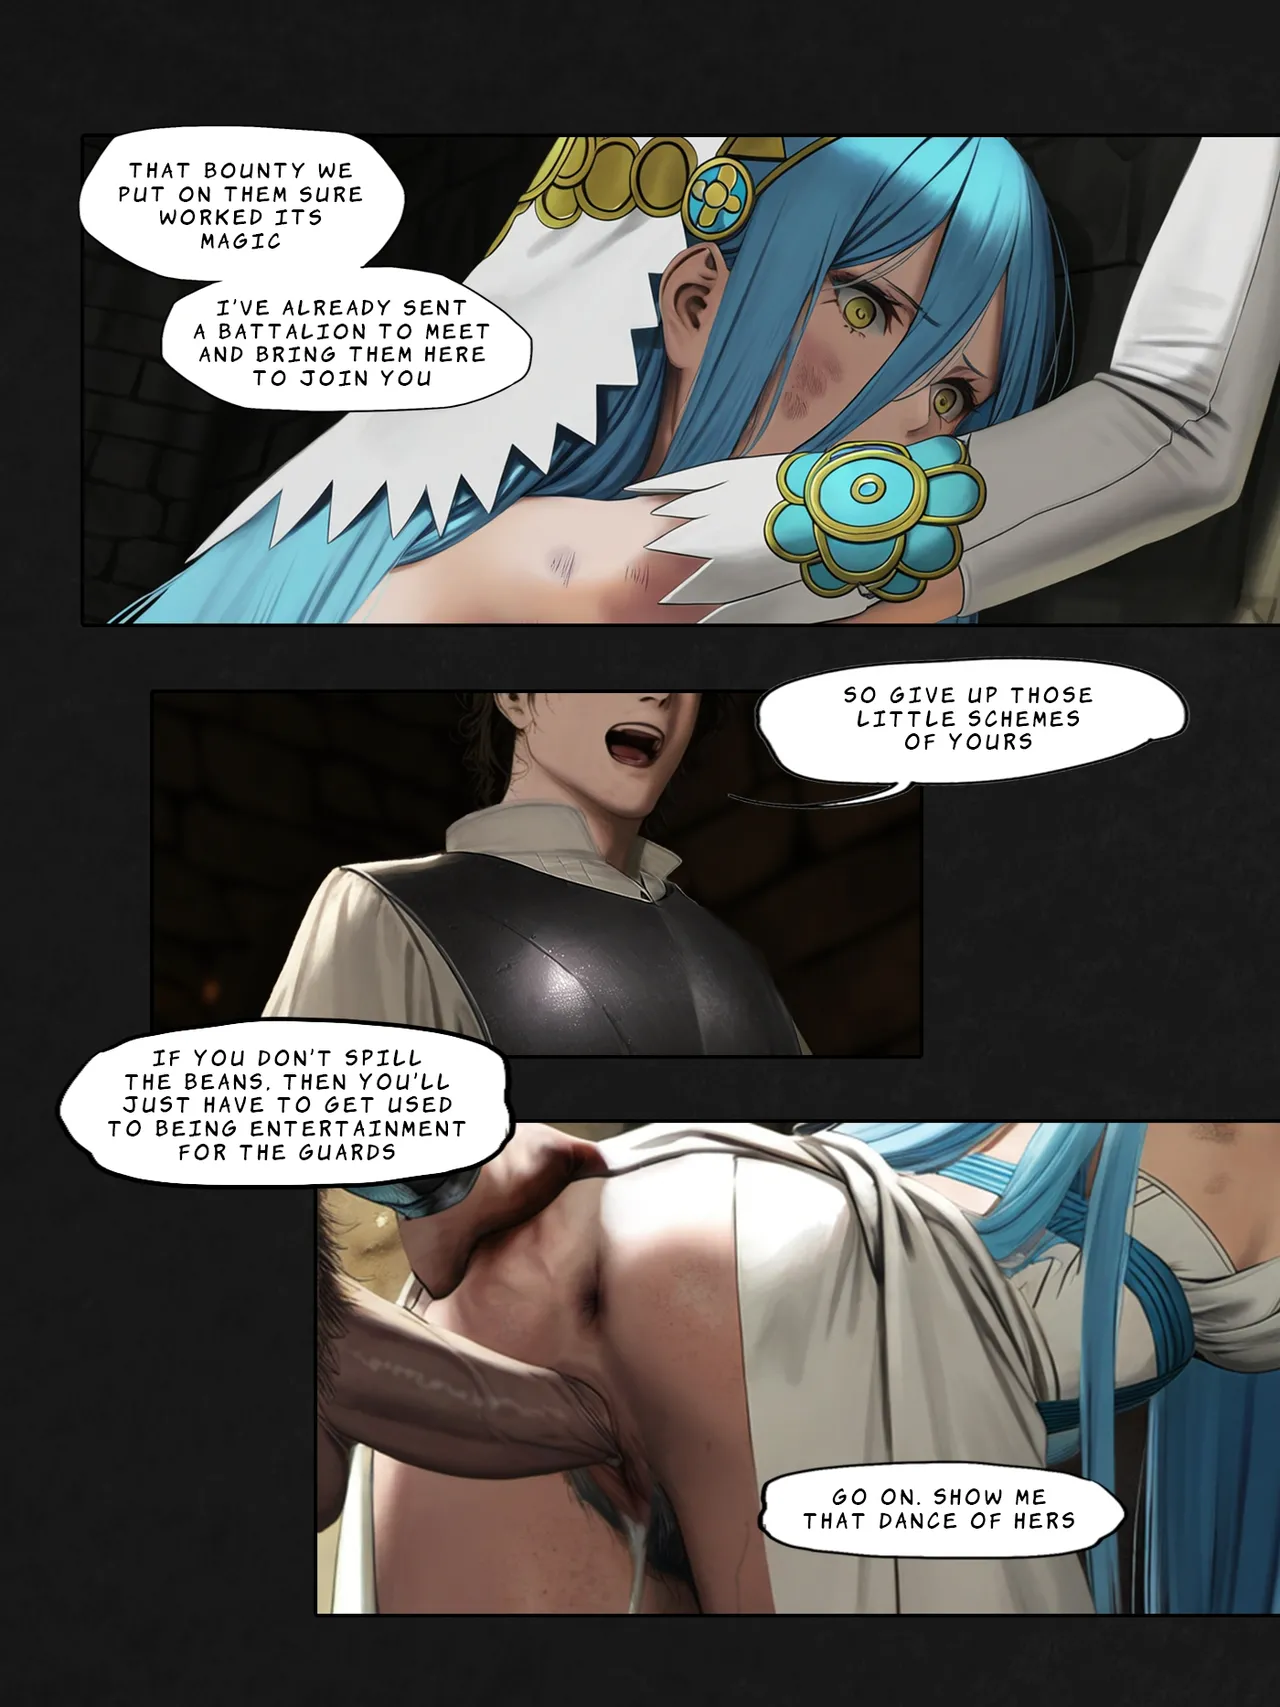 THAT BOUNTY WE
PUT ON THEM SURE
WORKED ITS
MAGIC
I'VE ALREADY SENT
A BATTALION TO MEET
AND BRING THEM HERE
TO JOIN YOU
SO GIVE UP THOSE
LITTLE SCHEMES
OF YOURS
IF YOU DON'T SPILL
THE BEANS, THEN YOU'LL
JUST HAVE TO GET USED
TO BEING ENTERTAINMENT
FOR THE GUARDS
GO ON. SHOW ME
THAT DANCE OF HERS